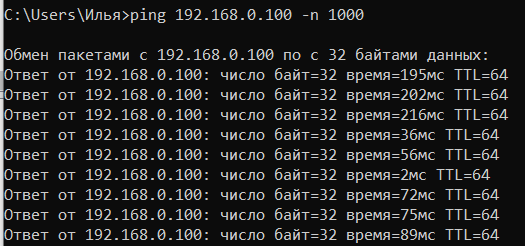 C:\Users\Илья>ping 192.168.0.100 -n 1000
Обмен пакетами с 192.168.0.100 по с 32 байтами данных:
Ответ от 192.168.0.100: число байт=32 время=195мс TTL=64
Ответ от 192.168.0.100: число байт=32 время=202мс TTL=64
Ответ от 192.168.0.100: число байт=32 время=216мс TTL=64
Ответ от 192.168.0.100: число байт=32 время=36мс TTL=64
Ответ от 192.168.0.100: число байт=32 время=56мс TTL=64
Ответ от 192.168.0.100: число байт=32 время=2мс TTL=64
Ответ от 192.168.0.100: число байт=32 время=72мс TTL=64
Ответ от 192.168.0.100: число байт=32 время=75мс TTL=64
Ответ от 192.168.0.100: число байт=32 время=89мс TTL=64